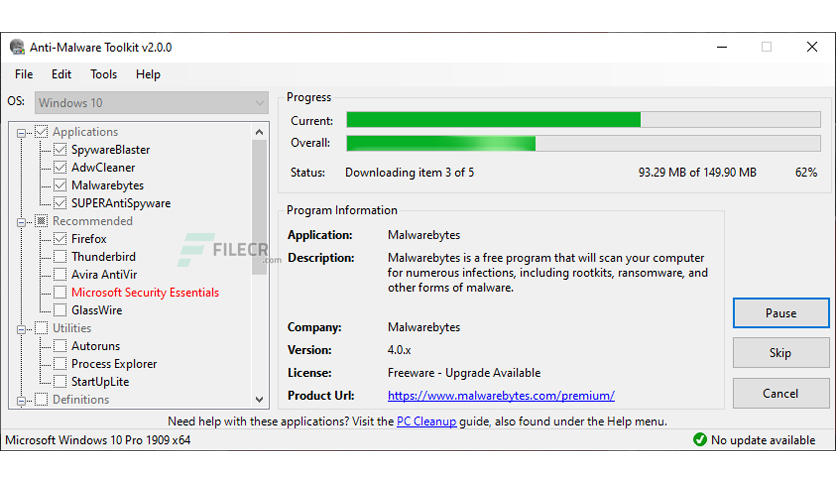 Anti-Malware Toolkit v2.0.0
File Edit Tools Help
OS: Windows 10
Applications
SpywareBlaster
AdwCleaner
Malwarebytes
SUPERAntiSpyware
Recommended
Firefox
Thunderbird
Avira AntiVir
Microsoft Security Essentials
GlassWire
Utilities
Autoruns
Process Explorer
StartUpLite
Definitions
FILECR
.com
Progress
Current:
Overall:
Status: Downloading item 3 of 5 93.29 MB of 149.90 MB 62%
Program Information
Application: Malwarebytes
Description: Malwarebytes is a free program that will scan your computer
for numerous infections, including rootkits, ransomware, and
other forms of malware.
Company: Malwarebytes
Version: 4.0.x
License: Freeware - Upgrade Available
Product Url: https://www.malwarebytes.com/premium/
Pause
Skip
Cancel
Need help with these applications? Visit the PC Cleanup guide, also found under the Help menu.
Microsoft Windows 10 Pro 1909 x64
No update available